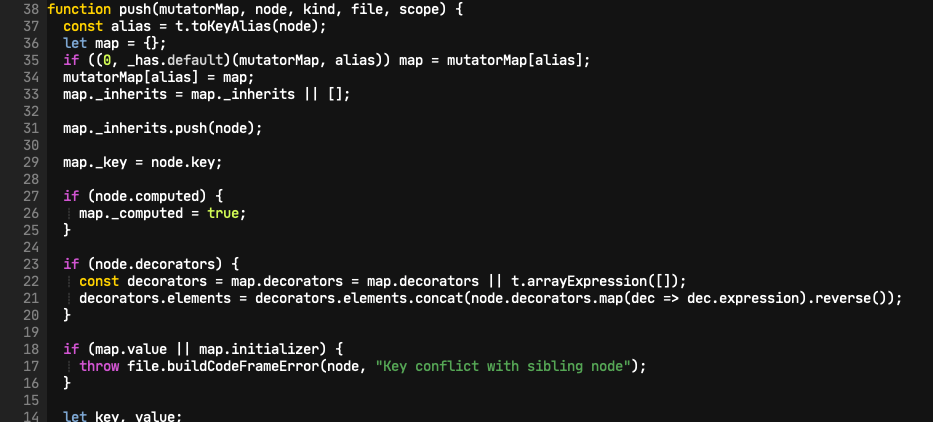 38 function push(mutatorMap, node, kind, file, scope) {
37   const alias = t.toKeyAlias(node);
36   let map = {};
35   if ((0, _has.default)(mutatorMap, alias)) map = mutatorMap[alias];
34   mutatorMap[alias] = map;
33   map._inherits = map._inherits || [];
32
31   map._inherits.push(node);
30
29   map._key = node.key;
28
27   if (node.computed) {
26     map._computed = true;
25   }
24
23   if (node.decorators) {
22     const decorators = map.decorators = map.decorators || t.arrayExpression([]);
21     decorators.elements = decorators.elements.concat(node.decorators.map(dec => dec.expression).reverse());
20   }
19
18   if (map.value || map.initializer) {
17     throw file.buildCodeFrameError(node, "Key conflict with sibling node");
16   }
15
14   let key, value;